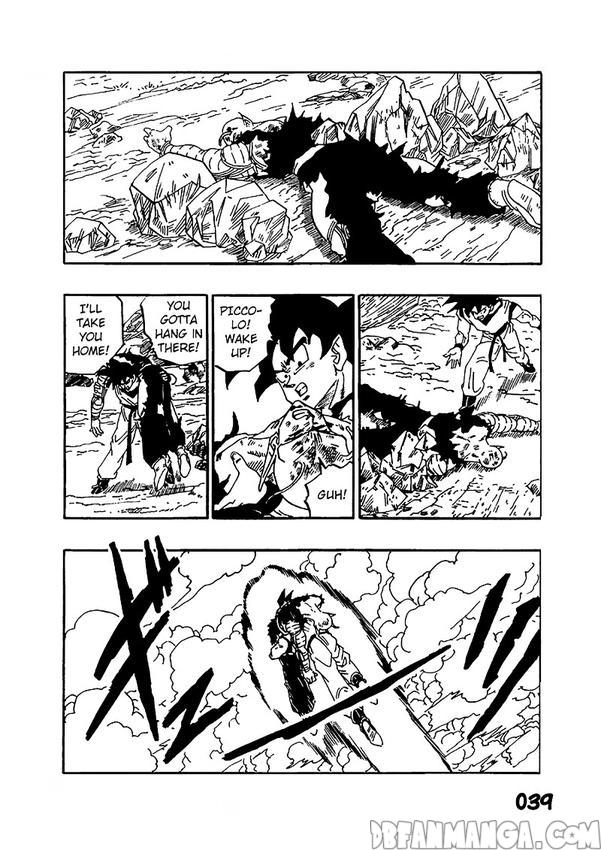 PICCO-
LO!
WAKE
UP!
GUH!
YOU
GOTTA
HANG IN
THERE!
I'LL
TAKE
YOU
HOME!
039
DBFANMANGA.COM